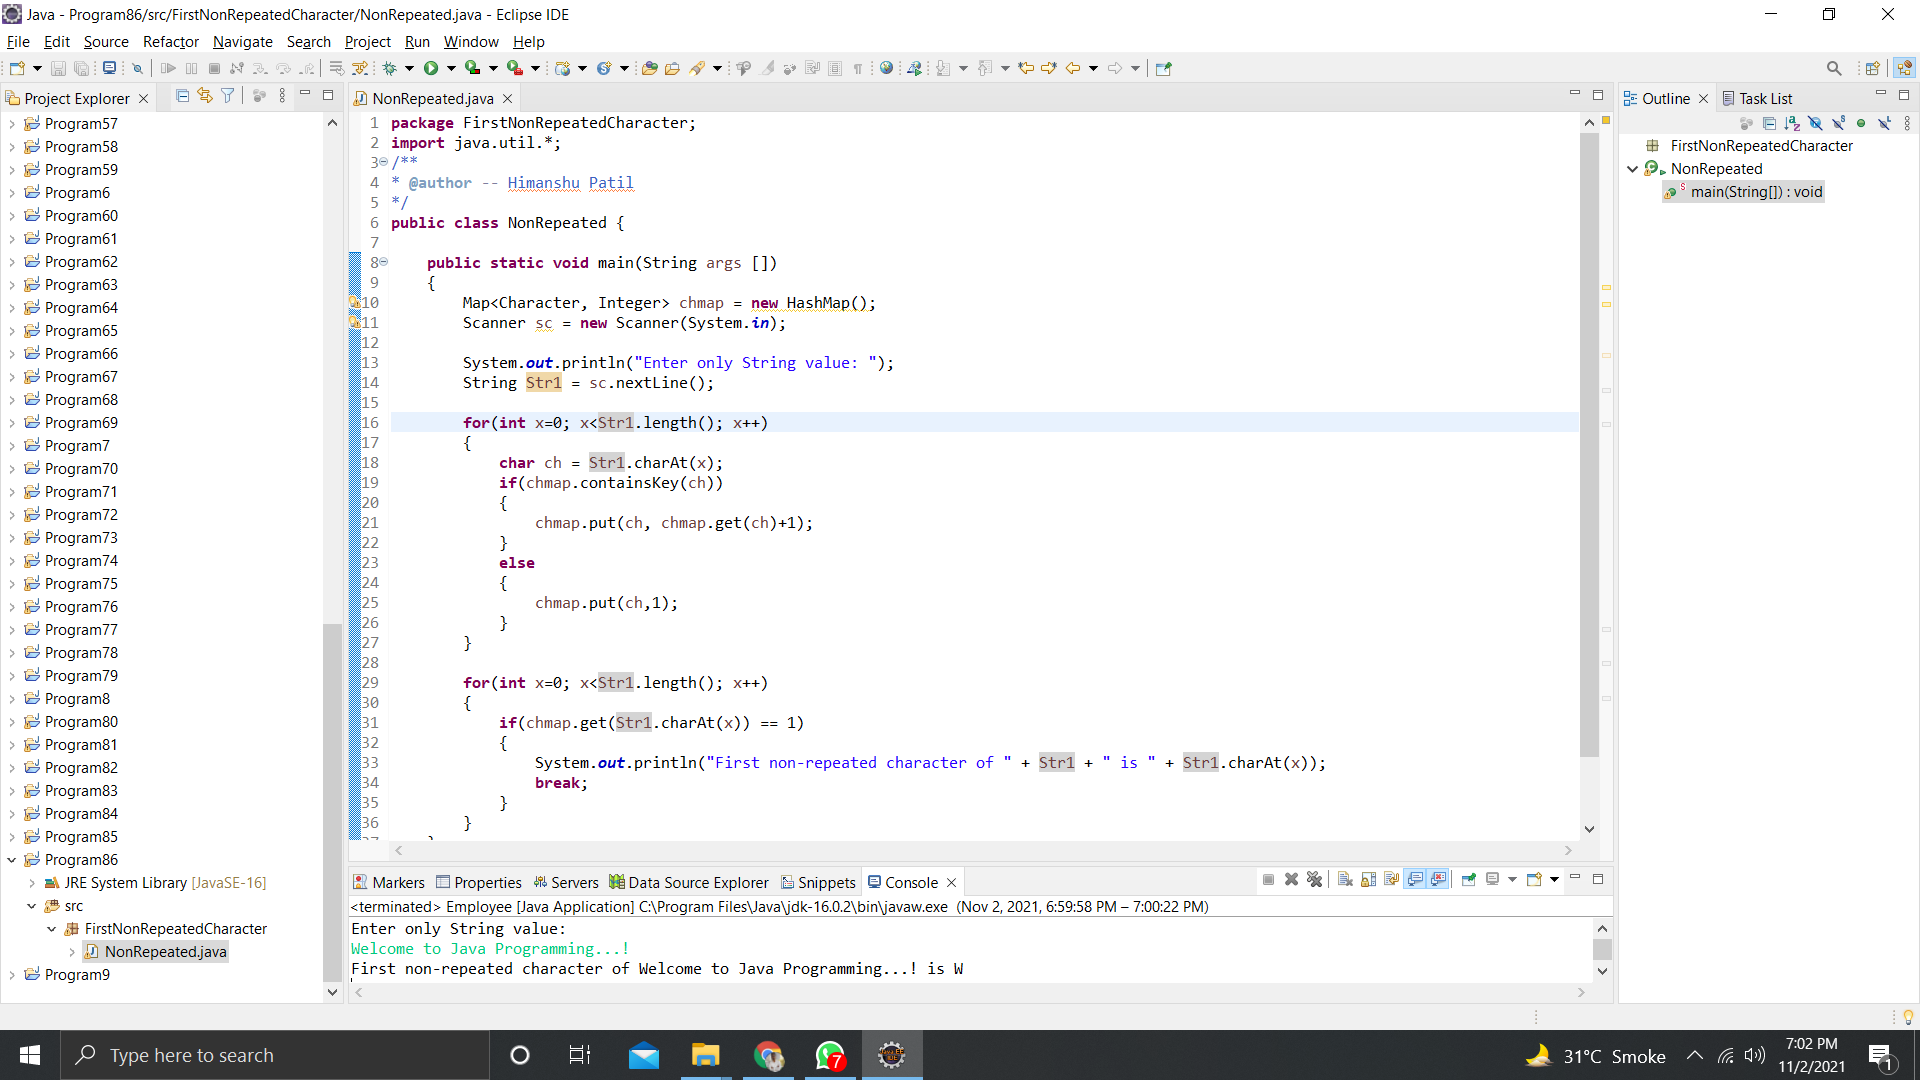 Java - Program86/src/FirstNonRepeatedCharacter/NonRepeated.java - Eclipse IDE
File Edit Source Refactor Navigate Search Project Run Window Help
Project Explorer
Program57
Program58
Program59
Program6
Program60
Program61
Program62
Program63
Program64
Program65
Program66
Program67
Program68
Program69
Program7
Program70
Program71
Program72
Program73
Program74
Program75
Program76
Program77
Program78
Program79
Program8
Program80
Program81
Program82
Program83
Program84
Program85
Program86
JRE System Library [JavaSE-16]
src
FirstNonRepeatedCharacter
NonRepeated.java
Program9
NonRepeated.java
1 package FirstNonRepeatedCharacter;
2 import java.util.*;
3 /**
4 * @author -- Himanshu Patil
5 */
6 public class NonRepeated {
7
8 public static void main(String args [])
9 {
10 Map<Character, Integer> chmap = new HashMap();
11 Scanner sc = new Scanner(System.in);
12
13 System.out.println("Enter only String value: ");
14 String Str1 = sc.nextLine();
15
16 for(int x=0; x<Str1.length(); x++)
17 {
18 char ch = Str1.charAt(x);
19 if(chmap.containsKey(ch))
20 {
21 chmap.put(ch, chmap.get(ch)+1);
22 }
23 else
24 {
25 chmap.put(ch,1);
26 }
27 }
28
29 for(int x=0; x<Str1.length(); x++)
30 {
31 if(chmap.get(Str1.charAt(x)) == 1)
32 {
33 System.out.println("First non-repeated character of " + Str1 + " is " + Str1.charAt(x));
34 break;
35 }
36 }
Outline Task List
FirstNonRepeatedCharacter
NonRepeated
main(String[]) : void
Markers Properties Servers Data Source Explorer Snippets Console
<terminated> Employee [Java Application] C:\Program Files\Java\jdk-16.0.2\bin\javaw.exe (Nov 2, 2021, 6:59:58 PM – 7:00:22 PM)
Enter only String value:
Welcome to Java Programming...!
First non-repeated character of Welcome to Java Programming...! is W
Type here to search
7
31°C Smoke
7:02 PM
11/2/2021
1